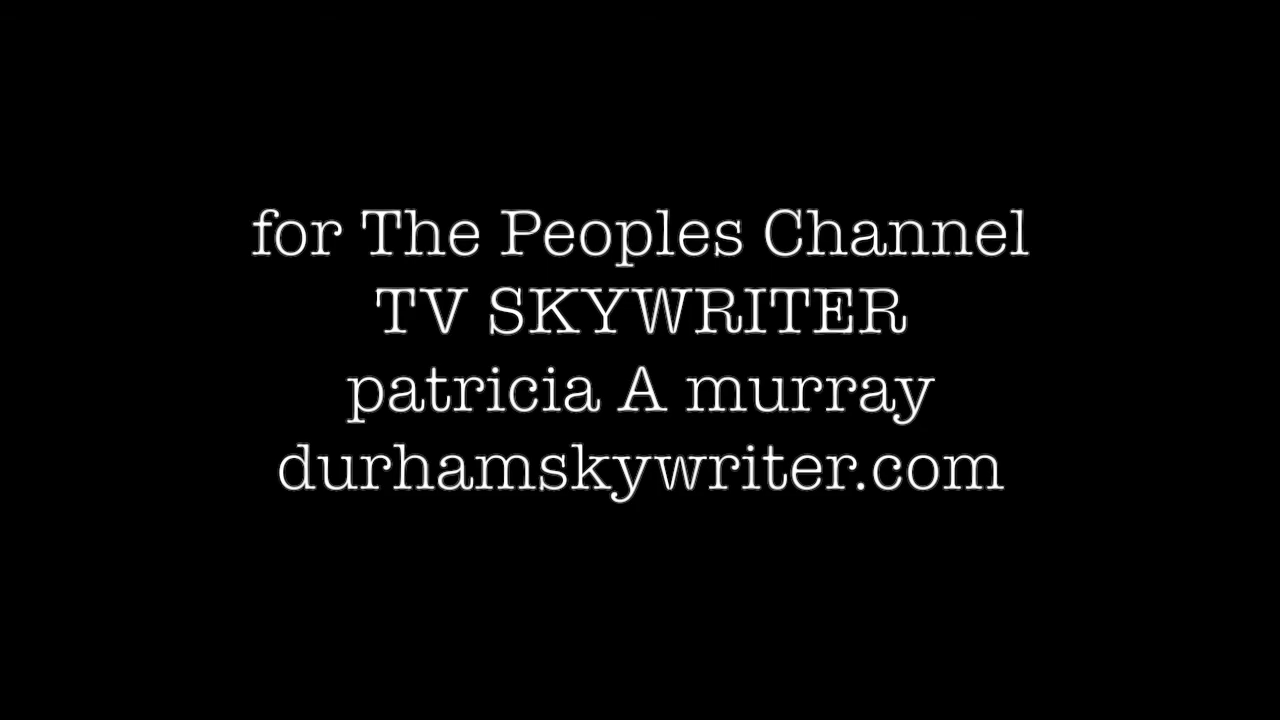 for The Peoples Channel
TV SKYWRITER
patricia A murray
durhamskywriter.com